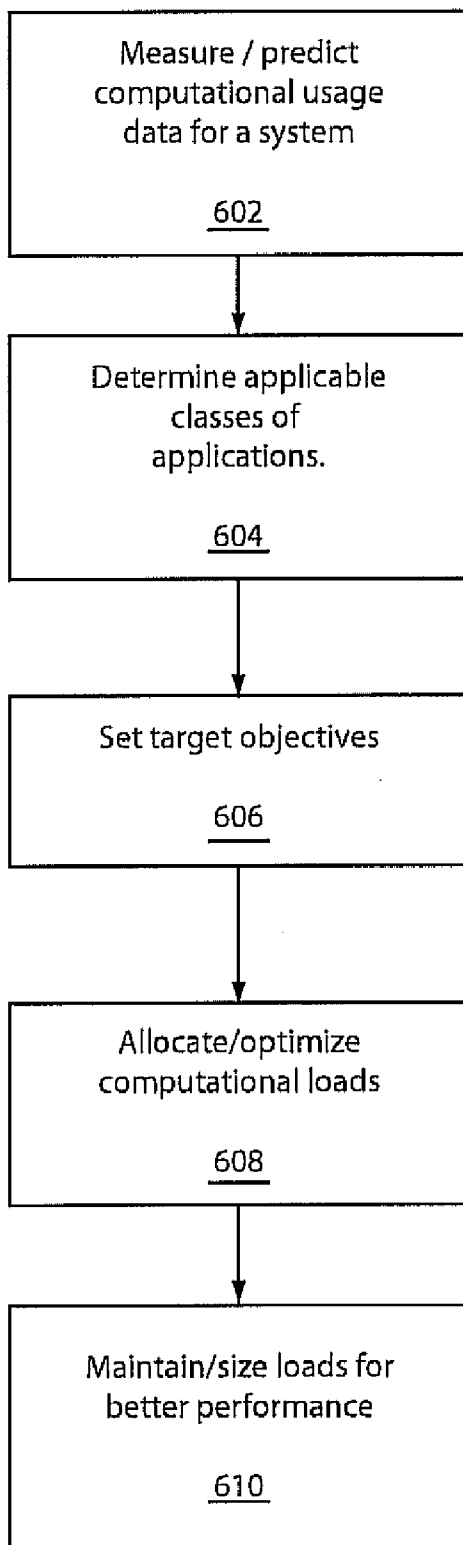 Measure / predict
computational usage
data for a system
602
Determine applicable
classes of
applications.
604
Set target objectives
606
Allocate/optimize
computational loads
608
Maintain/size loads for
better performance
610